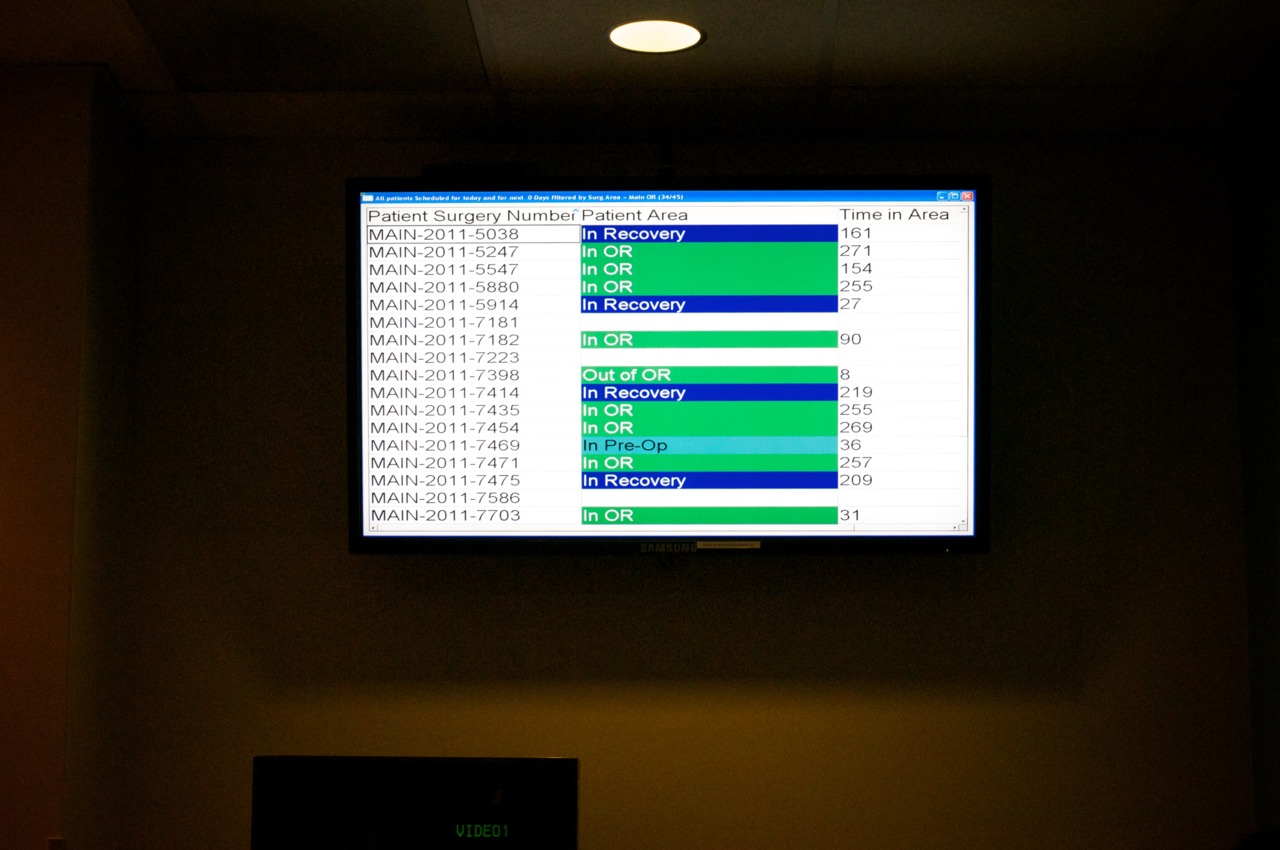 All patients Scheduled for today and for next 0 Days Filtered by Surg Area - Main OR (34/45)
Patient Surgery Number Patient Area Time in Area
MAIN-2011-5038 In Recovery 161
MAIN-2011-5247 In OR 271
MAIN-2011-5547 In OR 154
MAIN-2011-5880 In OR 255
MAIN-2011-5914 In Recovery 27
MAIN-2011-7181
MAIN-2011-7182 In OR 90
MAIN-2011-7223
MAIN-2011-7398 Out of OR 8
MAIN-2011-7414 In Recovery 219
MAIN-2011-7435 In OR 255
MAIN-2011-7454 In OR 269
MAIN-2011-7469 In Pre-Op 36
MAIN-2011-7471 In OR 257
MAIN-2011-7475 In Recovery 209
MAIN-2011-7586
MAIN-2011-7703 In OR 31
SAMSUNG
VIDEO1